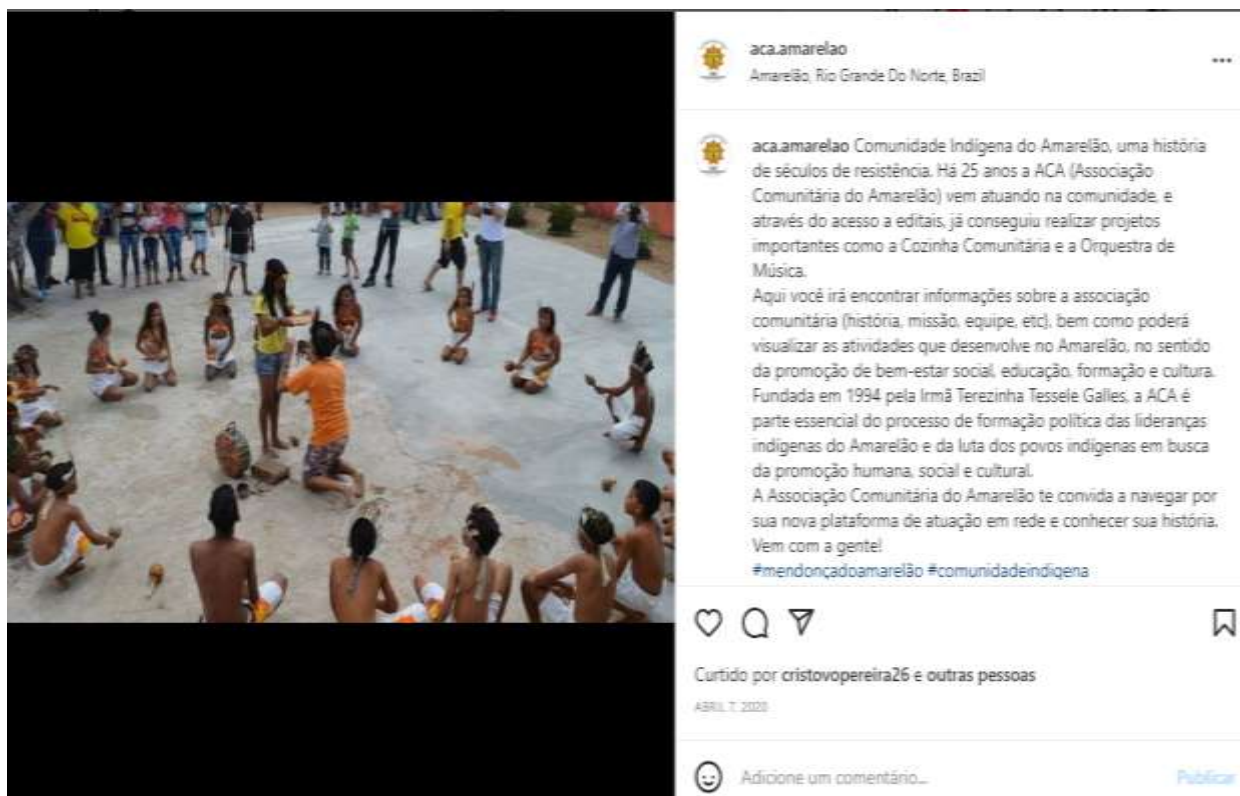 aca.amarelao
Amarelão, Rio Grande Do Norte, Brazil
aca.amarelao Comunidade Indígena do Amarelão, uma história
de séculos de resistência. Há 25 anos a ACA (Associação
Comunitária do Amarelão) vem atuando na comunidade, e
através do acesso a editais, já conseguiu realizar projetos
importantes como a Cozinha Comunitária e a Orquestra de
Música.
Aqui você irá encontrar informações sobre a associação
comunitária (história, missão, equipe, etc), bem como poderá
visualizar as atividades que desenvolve no Amarelão, no sentido
da promoção de bem-estar social, educação, formação e cultura.
Fundada em 1994 pela Irmã Terezinha Tessele Galles, a ACA é
parte essencial do processo de formação política das lideranças
indígenas do Amarelão e da luta dos povos indígenas em busca
da promoção humana, social e cultural.
A Associação Comunitária do Amarelão te convida a navegar por
sua nova plataforma de atuação em rede e conhecer sua história.
Vem com a gente!
#mendonçadoamarelão #comunidadeindigena
Curtido por cristovopereira26 e outras pessoas
ABRIL 7, 2020
Adicione um comentário...
Publicar